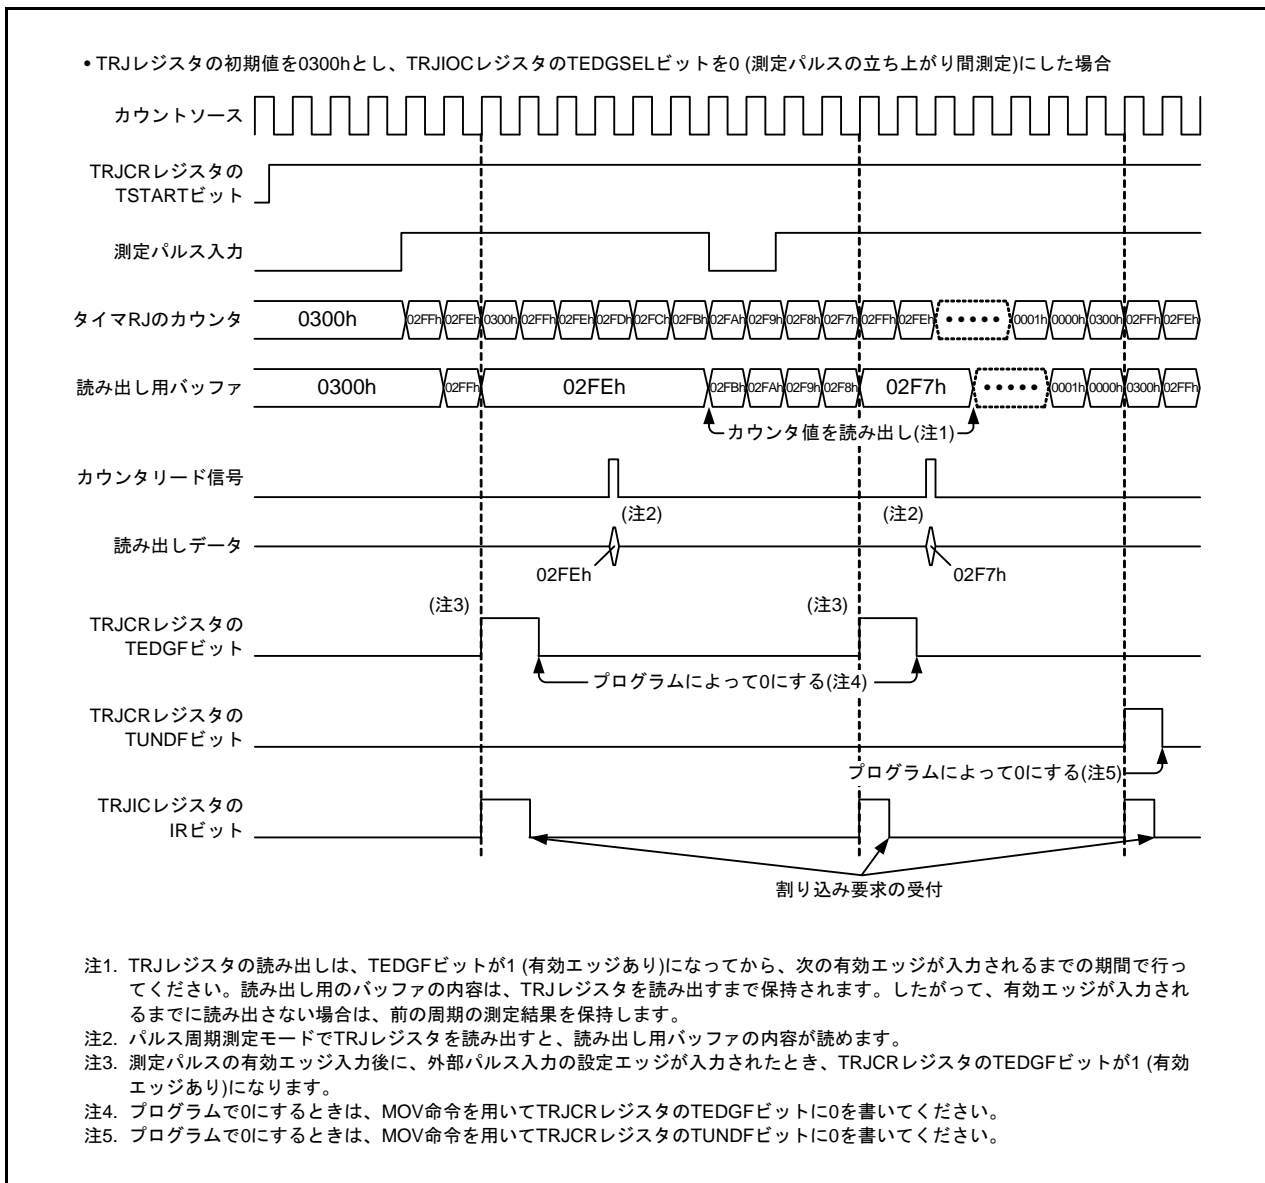 • TRJレジスタの初期値を0300hとし、TRJIOCレジスタのTEDGSELビットを0 (測定パルスの立ち上がり間測定)にした場合
カウントソース
TRJCRレジスタの
TSTARTビット
測定パルス入力
タイマRJのカウンタ
0300h 02FFh 02FEh 0300h 02FFh 02FEh 02FDh 02FCh 02FBh 02FAh 02F9h 02F8h 02F7h 02FFh 02FEh • • • • • 0001h 0000h 0300h 02FFh 02FEh
読み出し用バッファ
0300h 02FFh 02FEh 02FBh 02FAh 02F9h 02F8h 02F7h • • • • • 0001h 0000h 0300h 02FFh
カウンタ値を読み出し(注1)
カウンタリード信号
(注2) (注2)
読み出しデータ
02FEh 02F7h
(注3) (注3)
TRJCRレジスタの
TEDGFビット
プログラムによって0にする(注4)
TRJCRレジスタの
TUNDFビット
プログラムによって0にする(注5)
TRJICレジスタの
IRビット
割り込み要求の受付
注1. TRJレジスタの読み出しは、TEDGFビットが1 (有効エッジあり)になってから、次の有効エッジが入力されるまでの期間で行っ
てください。読み出し用のバッファの内容は、TRJレジスタを読み出すまで保持されます。したがって、有効エッジが入力され
るまでに読み出さない場合は、前の周期の測定結果を保持します。
注2. パルス周期測定モードでTRJレジスタを読み出すと、読み出し用バッファの内容が読めます。
注3. 測定パルスの有効エッジ入力後に、外部パルス入力の設定エッジが入力されたとき、TRJCRレジスタのTEDGFビットが1 (有効
エッジあり)になります。
注4. プログラムで0にするときは、MOV命令を用いてTRJCRレジスタのTEDGFビットに0を書いてください。
注5. プログラムで0にするときは、MOV命令を用いてTRJCRレジスタのTUNDFビットに0を書いてください。